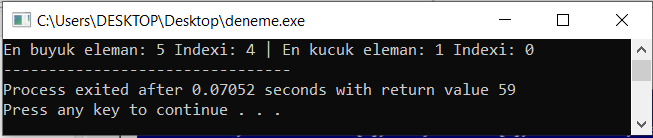 C:\Users\DESKTOP\Desktop\deneme.exe
En buyuk eleman: 5 Indexi: 4 | En kucuk eleman: 1 Indexi: 0
--------------------------------
Process exited after 0.07052 seconds with return value 59
Press any key to continue . . .